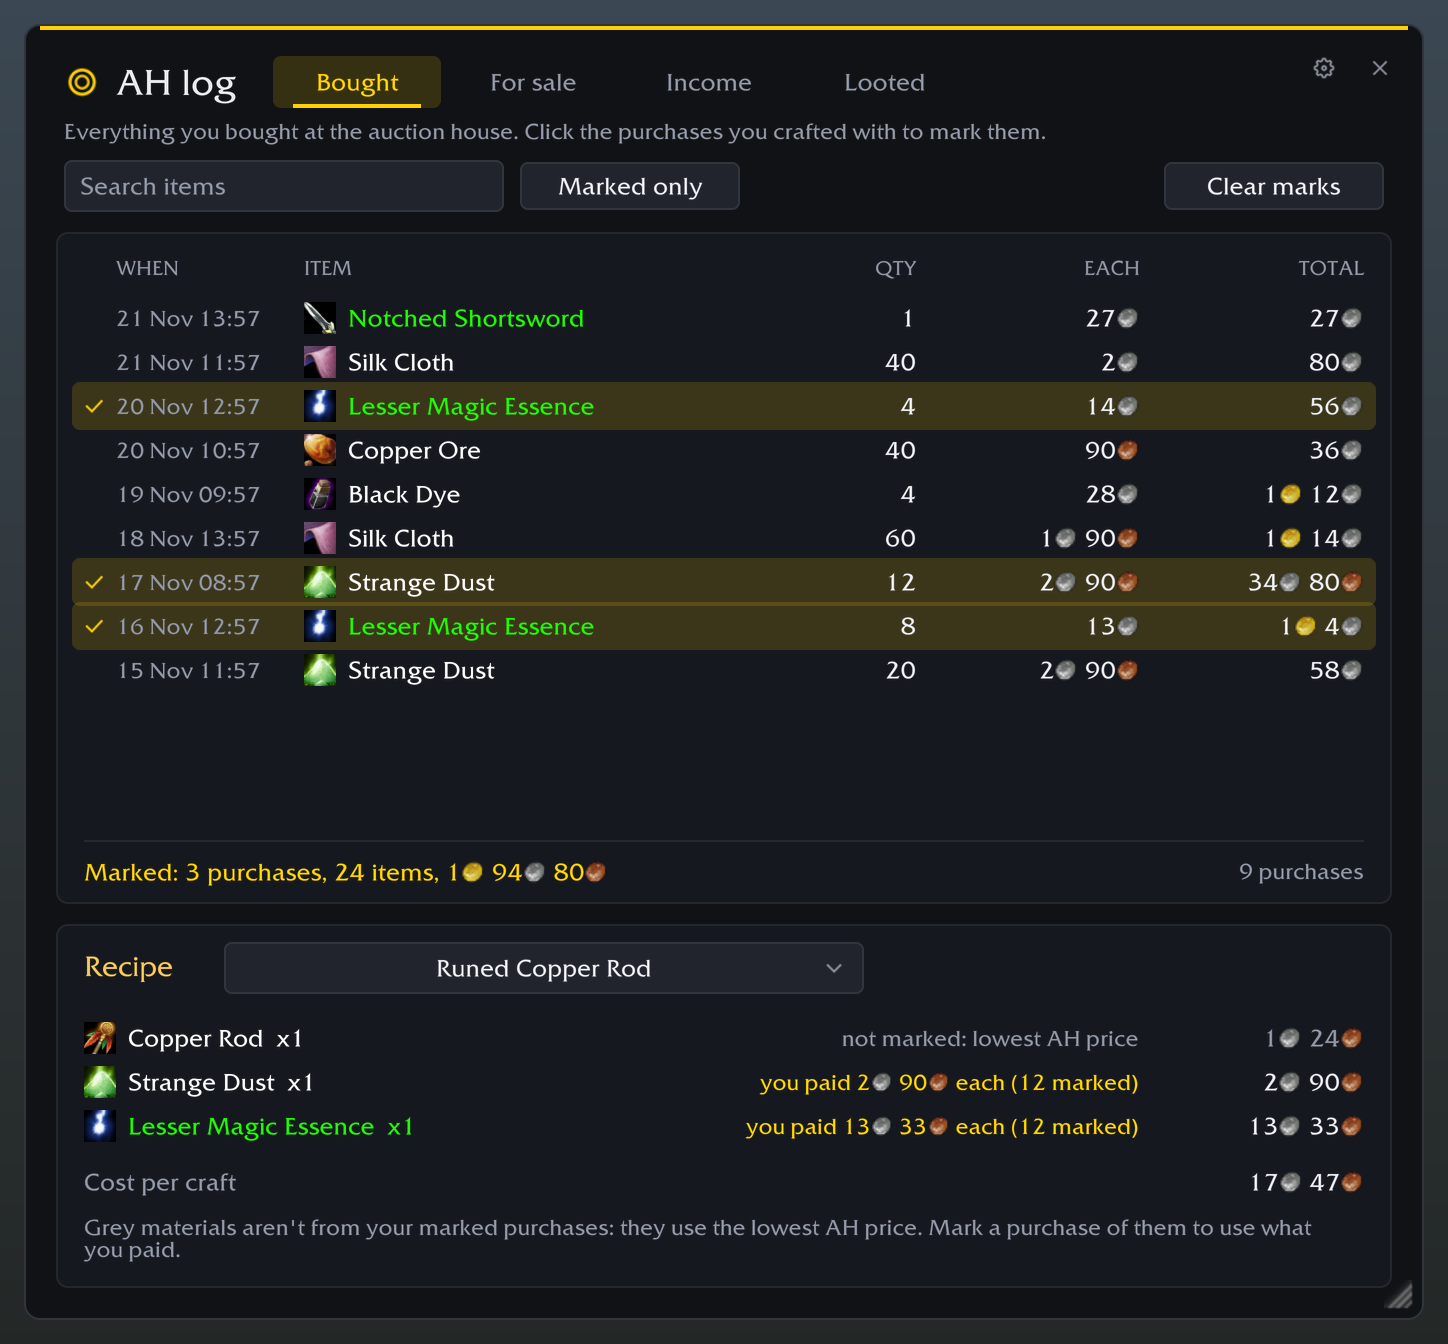 AH log Bought For sale Income Looted
Everything you bought at the auction house. Click the purchases you crafted with to mark them.
Search items Marked only Clear marks
WHEN ITEM QTY EACH TOTAL
21 Nov 13:57 Notched Shortsword 1 27 27
21 Nov 11:57 Silk Cloth 40 2 80
20 Nov 12:57 Lesser Magic Essence 4 14 56
20 Nov 10:57 Copper Ore 40 90 36
19 Nov 09:57 Black Dye 4 28 1 12
18 Nov 13:57 Silk Cloth 60 1 90 1 14
17 Nov 08:57 Strange Dust 12 2 90 34 80
16 Nov 12:57 Lesser Magic Essence 8 13 1 4
15 Nov 11:57 Strange Dust 20 2 90 58
Marked: 3 purchases, 24 items, 1 94 80 9 purchases
Recipe Runed Copper Rod
Copper Rod x1 not marked: lowest AH price 1 24
Strange Dust x1 you paid 2 90 each (12 marked) 2 90
Lesser Magic Essence x1 you paid 13 33 each (12 marked) 13 33
Cost per craft 17 47
Grey materials aren't from your marked purchases: they use the lowest AH price. Mark a purchase of them to use what
you paid.